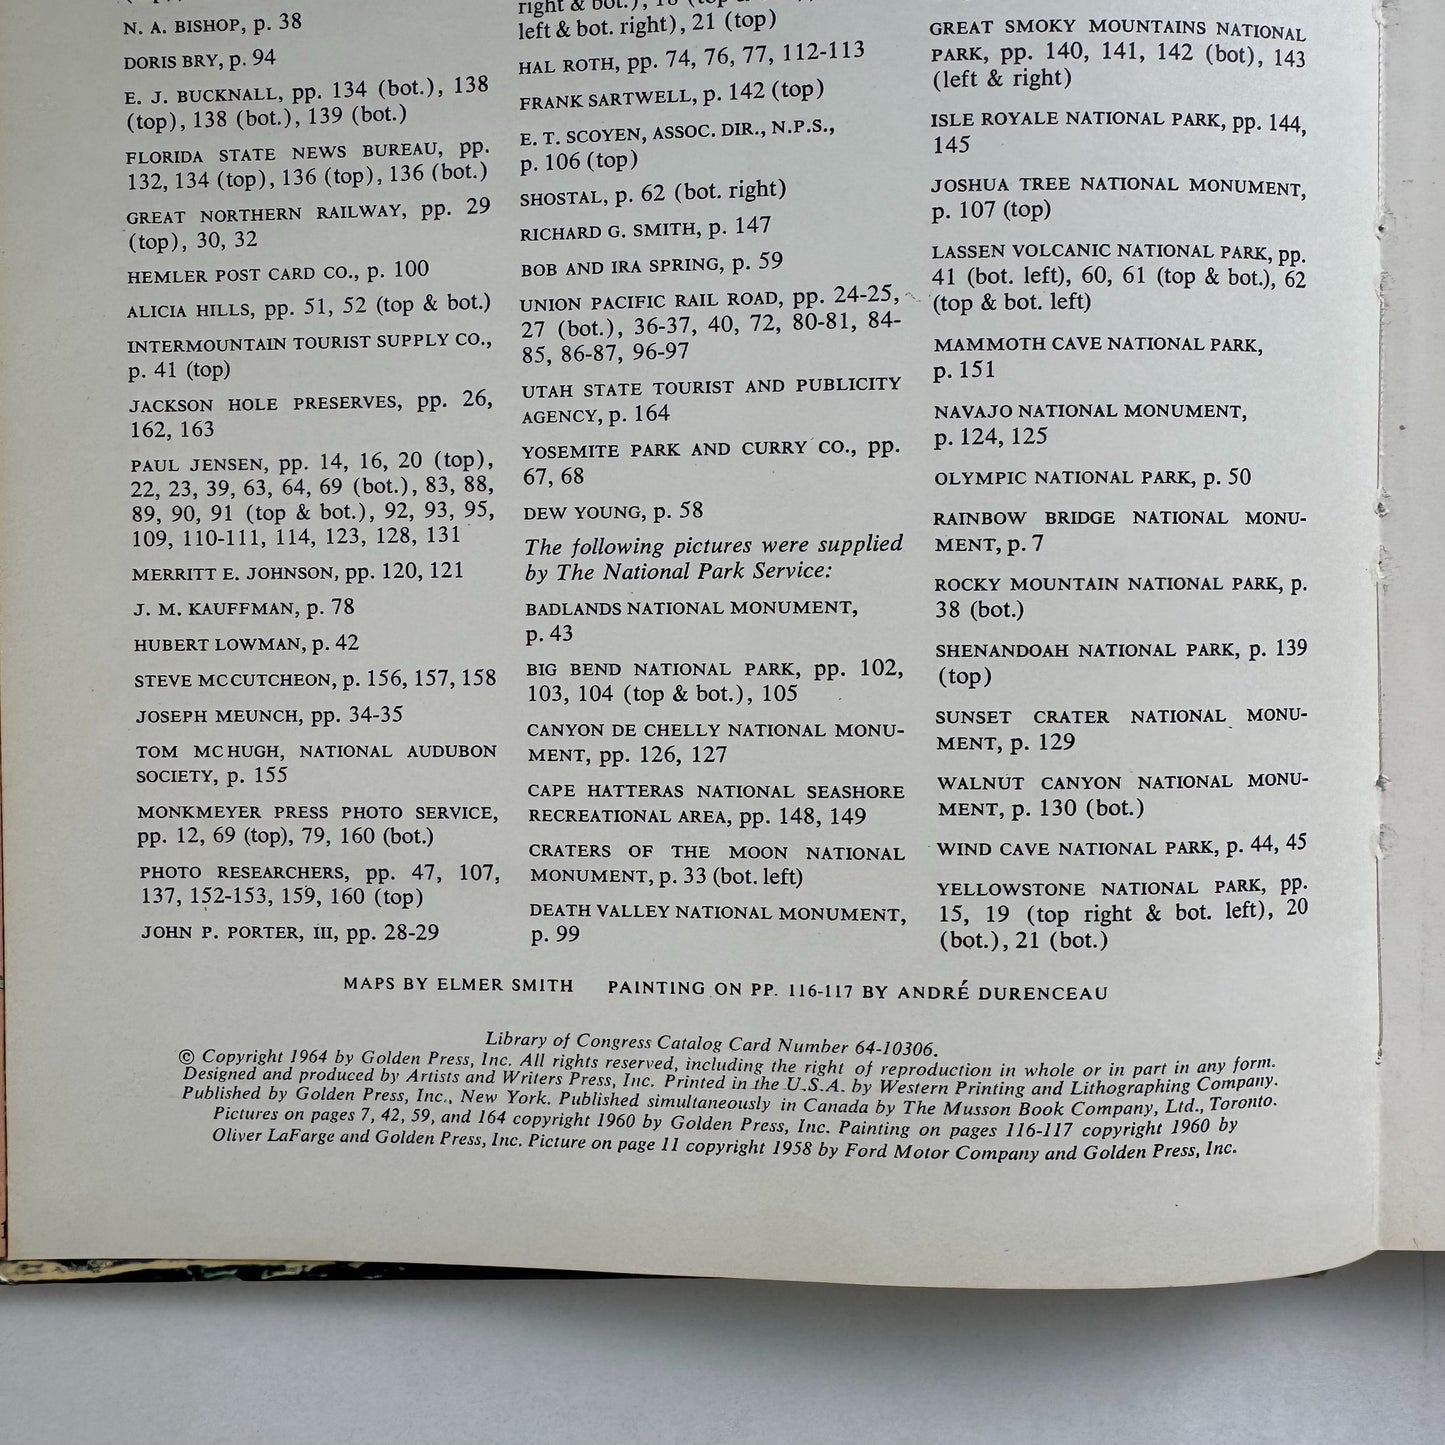 N. A. BISHOP, p. 38
DORIS BRY, p. 94
E. J. BUCKNALL, pp. 134 (bot.), 138
(top), 138 (bot.), 139 (bot.)
FLORIDA STATE NEWS BUREAU, pp.
132, 134 (top), 136 (top), 136 (bot.)
GREAT NORTHERN RAILWAY, pp. 29
(top), 30, 32
HEMLER POST CARD CO., p. 100
ALICIA HILLS, pp. 51, 52 (top & bot.)
INTERMOUNTAIN TOURIST SUPPLY CO.,
p. 41 (top)
JACKSON HOLE PRESERVES, pp. 26,
162, 163
PAUL JENSEN, pp. 14, 16, 20 (top),
22, 23, 39, 63, 64, 69 (bot.), 83, 88,
89, 90, 91 (top & bot.), 92, 93, 95,
109, 110-111, 114, 123, 128, 131
MERRITT E. JOHNSON, pp. 120, 121
J. M. KAUFFMAN, p. 78
HUBERT LOWMAN, p. 42
STEVE MCCUTCHEON, p. 156, 157, 158
JOSEPH MEUNCH, pp. 34-35
TOM MCHUGH, NATIONAL AUDUBON
SOCIETY, p. 155
MONKMEYER PRESS PHOTO SERVICE,
pp. 12, 69 (top), 79, 160 (bot.)
PHOTO RESEARCHERS, pp. 47, 107,
137, 152-153, 159, 160 (top)
JOHN P. PORTER, III, pp. 28-29
right & bot.), 18 (top &
left & bot. right), 21 (top)
HAL ROTH, pp. 74, 76, 77, 112-113
FRANK SARTWELL, p. 142 (top)
E. T. SCOYEN, ASSOC. DIR., N.P.S.,
p. 106 (top)
SHOSTAL, p. 62 (bot. right)
RICHARD G. SMITH, p. 147
BOB AND IRA SPRING, p. 59
UNION PACIFIC RAIL ROAD, pp. 24-25,
27 (bot.), 36-37, 40, 72, 80-81, 84-
85, 86-87, 96-97
UTAH STATE TOURIST AND PUBLICITY
AGENCY, p. 164
YOSEMITE PARK AND CURRY CO., pp.
67, 68
DEW YOUNG, p. 58
The following pictures were supplied
by The National Park Service:
BADLANDS NATIONAL MONUMENT,
p. 43
BIG BEND NATIONAL PARK, pp. 102,
103, 104 (top & bot.), 105
CANYON DE CHELLY NATIONAL MONU-
MENT, pp. 126, 127
CAPE HATTERAS NATIONAL SEASHORE
RECREATIONAL AREA, pp. 148, 149
CRATERS OF THE MOON NATIONAL
MONUMENT, p. 33 (bot. left)
DEATH VALLEY NATIONAL MONUMENT,
p. 99
GREAT SMOKY MOUNTAINS NATIONAL
PARK, pp. 140, 141, 142 (bot), 143
(left & right)
ISLE ROYALE NATIONAL PARK, pp. 144,
145
JOSHUA TREE NATIONAL MONUMENT,
p. 107 (top)
LASSEN VOLCANIC NATIONAL PARK, pp.
41 (bot. left), 60, 61 (top & bot.), 62
(top & bot. left)
MAMMOTH CAVE NATIONAL PARK,
p. 151
NAVAJO NATIONAL MONUMENT,
p. 124, 125
OLYMPIC NATIONAL PARK, p. 50
RAINBOW BRIDGE NATIONAL MONU-
MENT, p. 7
ROCKY MOUNTAIN NATIONAL PARK, p.
38 (bot.)
SHENANDOAH NATIONAL PARK, p. 139
(top)
SUNSET CRATER NATIONAL MONU-
MENT, p. 129
WALNUT CANYON NATIONAL MONU-
MENT, p. 130 (bot.)
WIND CAVE NATIONAL PARK, p. 44, 45
YELLOWSTONE NATIONAL PARK, pp.
15, 19 (top right & bot. left), 20
(bot.), 21 (bot.)
MAPS BY ELMER SMITH PAINTING ON PP. 116-117 BY ANDRÉ DURENCEAU
Library of Congress Catalog Card Number 64-10306.
© Copyright 1964 by Golden Press, Inc. All rights reserved, including the right of reproduction in whole or in part in any form.
Designed and produced by Artists and Writers Press, Inc. Printed in the U.S.A. by Western Printing and Lithographing Company.
Published by Golden Press, Inc., New York. Published simultaneously in Canada by The Musson Book Company, Ltd., Toronto.
Pictures on pages 7, 42, 59, and 164 copyright 1960 by Golden Press, Inc. Painting on pages 116-117 copyright 1960 by
Oliver LaFarge and Golden Press, Inc. Picture on page 11 copyright 1958 by Ford Motor Company and Golden Press, Inc.